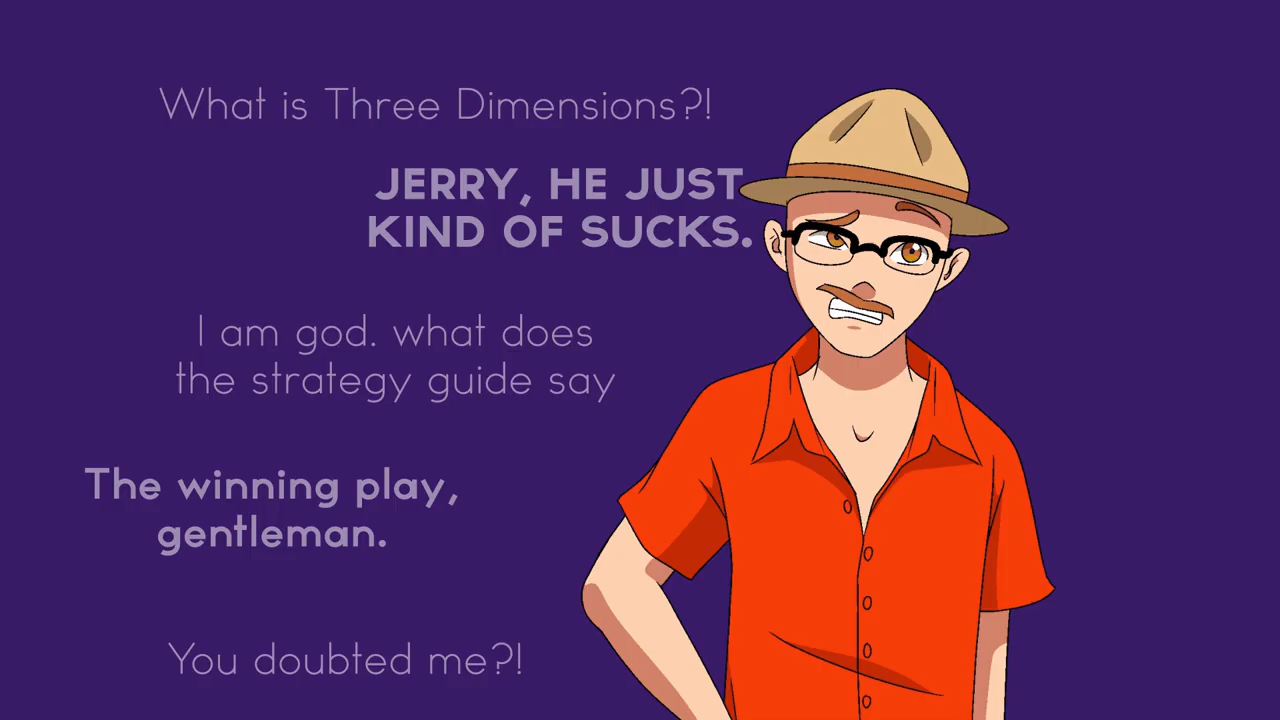 What is Three Dimensions?!
JERRY, HE JUST
KIND OF SUCKS.
I am god. what does
the strategy guide say
The winning play,
gentleman.
You doubted me?!